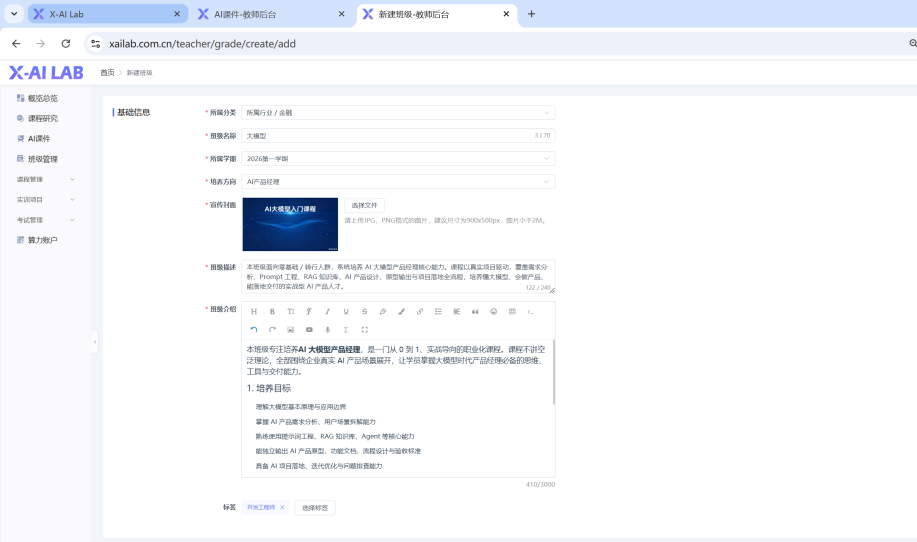 X-AI Lab
AI课件-教师后台
新建班级-教师后台
xailab.com.cn/teacher/grade/create/add
X-AI LAB
首页 > 新建班级
概览总览
课程研究
AI课件
班级管理
课程管理
实训项目
考试管理
算力账户
基础信息
* 所属分类 所属行业 / 金融
* 班级名称 大模型 3 / 70
* 所属学期 2026第一学期
* 培养方向 AI产品经理
* 宣传封面
AI大模型入门课程
选择文件
请上传JPG、PNG格式的图片，建议尺寸为900x500px，图片小于2M。
* 班级描述
本班级面向零基础 / 转行人群，系统培养 AI 大模型产品经理核心能力。课程以真实项目驱动，覆盖需求分
析、Prompt 工程、RAG 知识库、AI 产品设计、原型输出与项目落地全流程，培养懂大模型、会做产品、
能落地交付的实战型 AI 产品人才。
122 / 240
* 班级介绍
本班级专注培养AI 大模型产品经理，是一门从 0 到 1、实战导向的职业化课程。课程不讲空
泛理论，全部围绕企业真实 AI 产品场景展开，让学员掌握大模型时代产品经理必备的思维、
工具与交付能力。
1. 培养目标
理解大模型基本原理与应用边界
掌握 AI 产品需求分析、用户场景拆解能力
熟练使用提示词工程、RAG 知识库、Agent 等核心能力
能独立输出 AI 产品原型、功能文档、流程设计与验收标准
具备 AI 项目落地、迭代优化与问题排查能力
410/3000
标签 开发工程师 × 选择标签